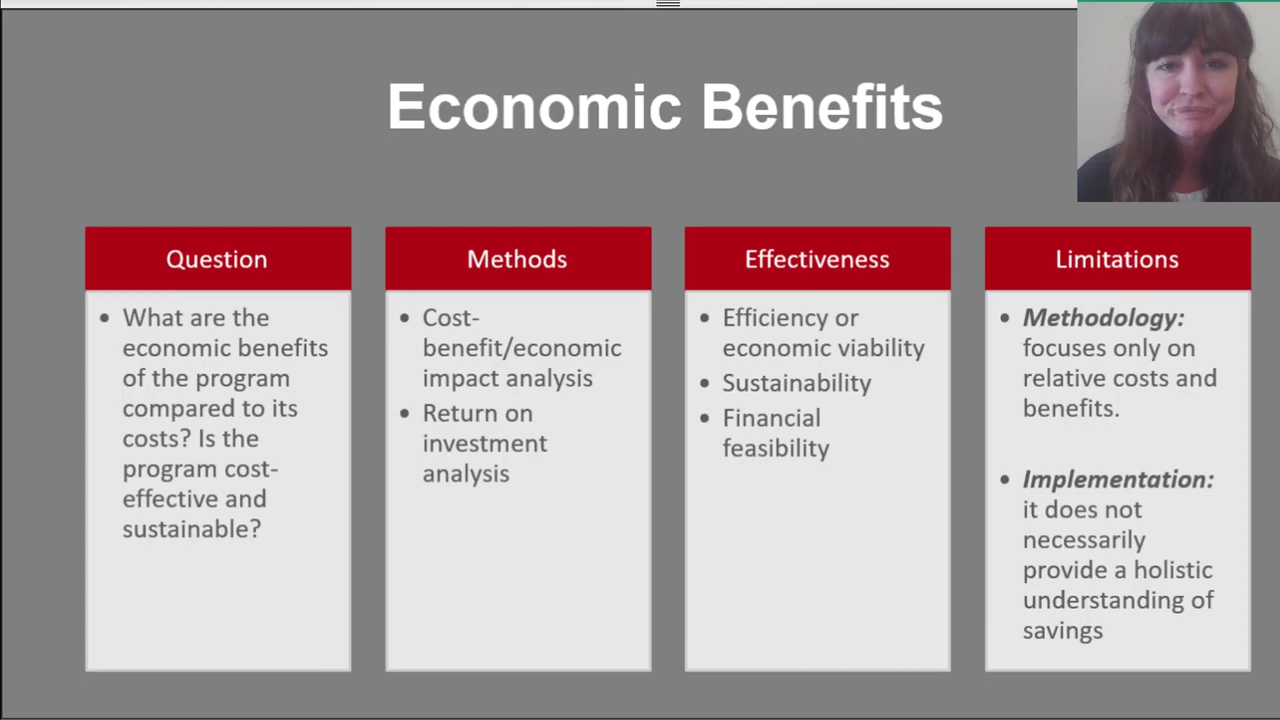 Economic Benefits
Question
• What are the
economic benefits
of the program
compared to its
costs? Is the
program cost-
effective and
sustainable?
Methods
• Cost-
benefit/economic
impact analysis
• Return on
investment
analysis
Effectiveness
• Efficiency or
economic viability
• Sustainability
• Financial
feasibility
Limitations
• Methodology:
focuses only on
relative costs and
benefits.
• Implementation:
it does not
necessarily
provide a holistic
understanding of
savings